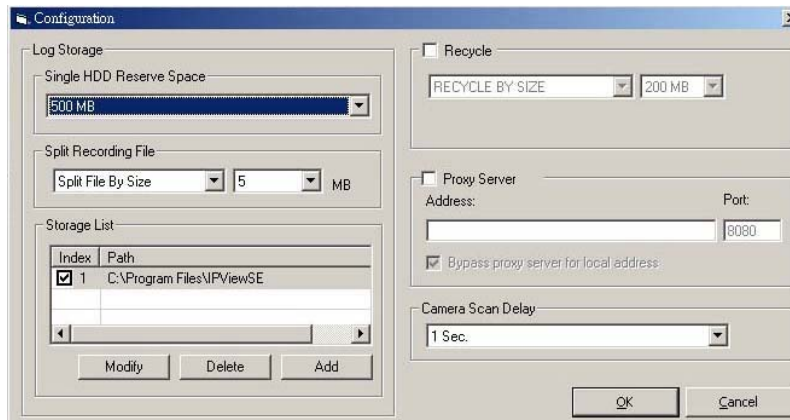 Configuration
Log Storage
Single HDD Reserve Space
500 MB
Split Recording File
Split File By Size 5 MB
Storage List
Index Path
1 C:\Program Files\IPViewSE
Modify Delete Add
Recycle
RECYCLE BY SIZE 200 MB
Proxy Server
Address: Port:
8080
Bypass proxy server for local address
Camera Scan Delay
1 Sec.
OK Cancel